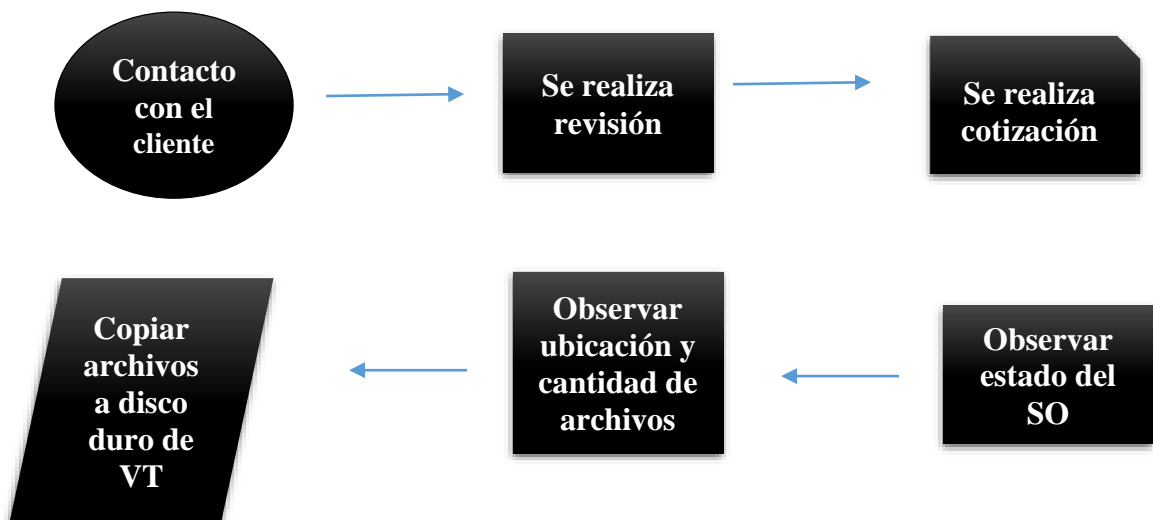 Contacto
con el
cliente
Se realiza
revisión
Se realiza
cotización
Copiar
archivos
a disco
duro de
VT
Observar
ubicación y
cantidad de
archivos
Observar
estado del
SO